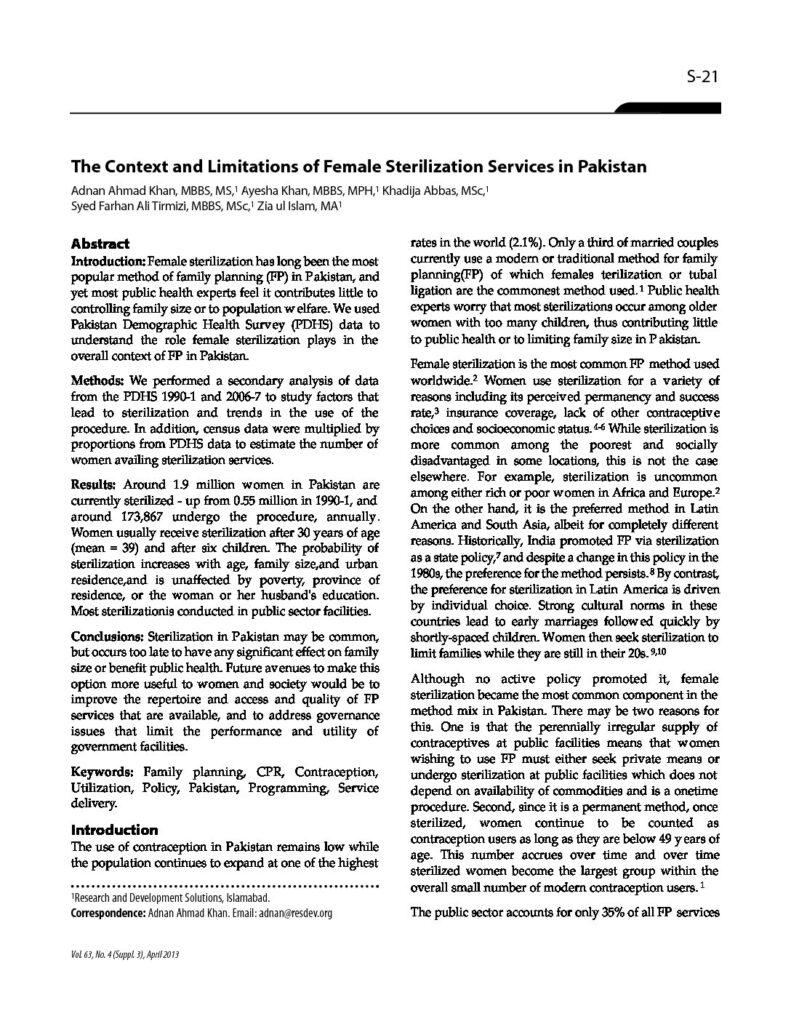 S-21
The Context and Limitations of Female Sterilization Services in Pakistan
Adnan Ahmad Khan, MBBS, MS,¹ Ayesha Khan, MBBS, MPH,¹ Khadija Abbas, MSc,¹
Syed Farhan Ali Tirmizi, MBBS, MSc,¹ Zia ul Islam, MA¹
Abstract
Introduction: Female sterilization has long been the most
popular method of family planning (FP) in Pakistan, and
yet most public health experts feel it contributes little to
controlling family size or to population w elfare. We used
Pakistan Demographic Health Survey (PDHS) data to
understand the role female sterilization plays in the
overall context of FP in Pakistan.
Methods: We performed a secondary analysis of data
from the PDHS 1990-1 and 2006-7 to study factors that
lead to sterilization and trends in the use of the
procedure. In addition, census data were multiplied by
proportions from PDHS data to estimate the number of
women availing sterilization services.
Results: Around 1.9 million women in Pakistan are
currently sterilized - up from 0.55 million in 1990-1, and
around 173,867 undergo the procedure, annually.
Women usually receive sterilization after 30 years of age
(mean = 39) and after six children. The probability of
sterilization increases with age, family size,and urban
residence,and is unaffected by poverty, province of
residence, or the woman or her husband's education.
Most sterilizationis conducted in public sector facilities.
Conclusions: Sterilization in Pakistan may be common,
but occurs too late to have any significant effect on family
size or benefit public health. Future avenues to make this
option more useful to women and society would be to
improve the repertoire and access and quality of FP
services that are available, and to address governance
issues that limit the performance and utility of
government facilities.
Keywords: Family planning, CPR, Contraception,
Utilization, Policy, Pakistan, Programming, Service
delivery.
Introduction
The use of contraception in Pakistan remains low while
the population continues to expand at one of the highest
¹Research and Development Solutions, Islamabad.
Correspondence: Adnan Ahmad Khan. Email: adnan@resdev.org
rates in the world (2.1%). Only a third of married couples
currently use a modern or traditional method for family
planning(FP) of which females terilization or tubal
ligation are the commonest method used.¹ Public health
experts worry that most sterilizations occur among older
women with too many children, thus contributing little
to public health or to limiting family size in P akistan.
Female sterilization is the most common FP method used
worldwide.² Women use sterilization for a variety of
reasons including its perceived permanency and success
rate,³ insurance coverage, lack of other contraceptive
choices and socioeconomic status.⁴⁻⁶ While sterilization is
more common among the poorest and socially
disadvantaged in some locations, this is not the case
elsewhere. For example, sterilization is uncommon
among either rich or poor women in Africa and Europe.²
On the other hand, it is the preferred method in Latin
America and South Asia, albeit for completely different
reasons. Historically, India promoted FP via sterilization
as a state policy,⁷ and despite a change in this policy in the
1980s, the preference for the method persists.⁸ By contrast,
the preference for sterilization in Latin America is driven
by individual choice. Strong cultural norms in these
countries lead to early marriages follow ed quickly by
shortly-spaced children. Women then seek sterilization to
limit families while they are still in their 20s.⁹,¹⁰
Although no active policy promoted it, female
sterilization became the most common component in the
method mix in Pakistan. There may be two reasons for
this. One is that the perennially irregular supply of
contraceptives at public facilities means that women
wishing to use FP must either seek private means or
undergo sterilization at public facilities which does not
depend on availability of commodities and is a onetime
procedure. Second, since it is a permanent method, once
sterilized, women continue to be counted as
contraception users as long as they are below 49 y ears of
age. This number accrues over time and over time
sterilized women become the largest group within the
overall small number of modern contraception users.¹
The public sector accounts for only 35% of all FP services
Vol. 63, No. 4 (Suppl. 3), April 2013